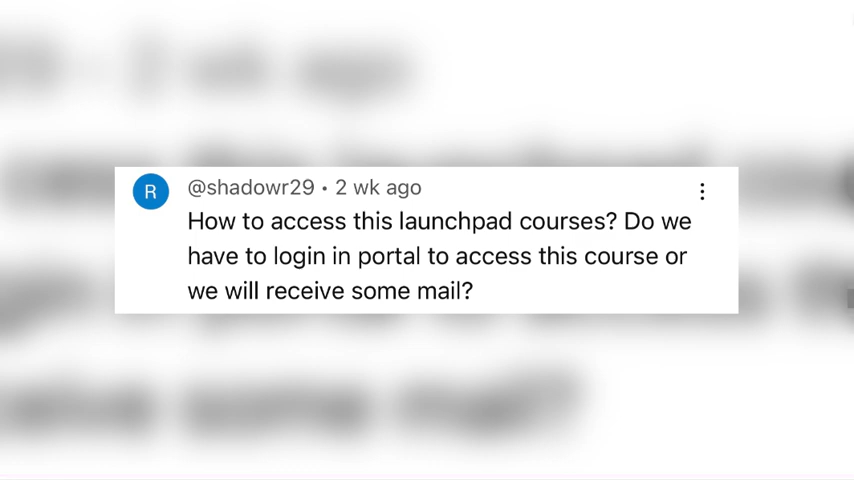 R
@shadowr29 • 2 wk ago
How to access this launchpad courses? Do we
have to login in portal to access this course or
we will receive some mail?